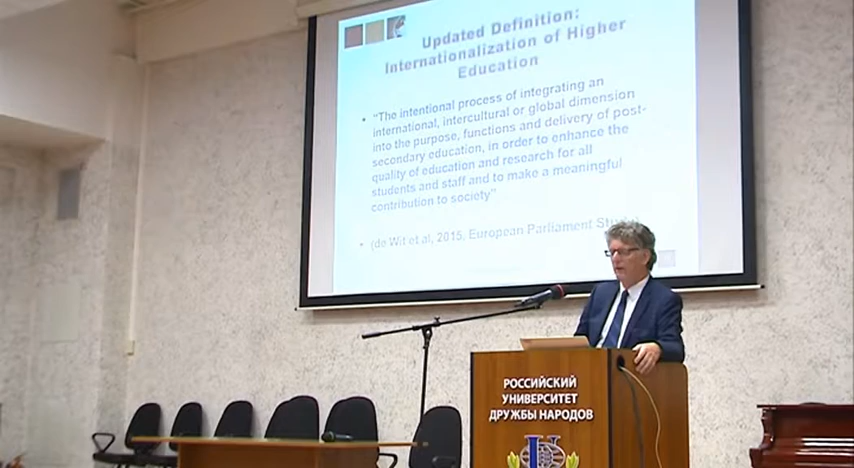 Updated Definition:
Internationalization of Higher
Education
• “The intentional process of integrating an
international, intercultural or global dimension
into the purpose, functions and delivery of post-
secondary education, in order to enhance the
quality of education and research for all
students and staff and to make a meaningful
contribution to society”
• (de Wit et al, 2015, European Parliament
РОССИЙСКИЙ
УНИВЕРСИТЕТ
ДРУЖБЫ НАРОДОВ